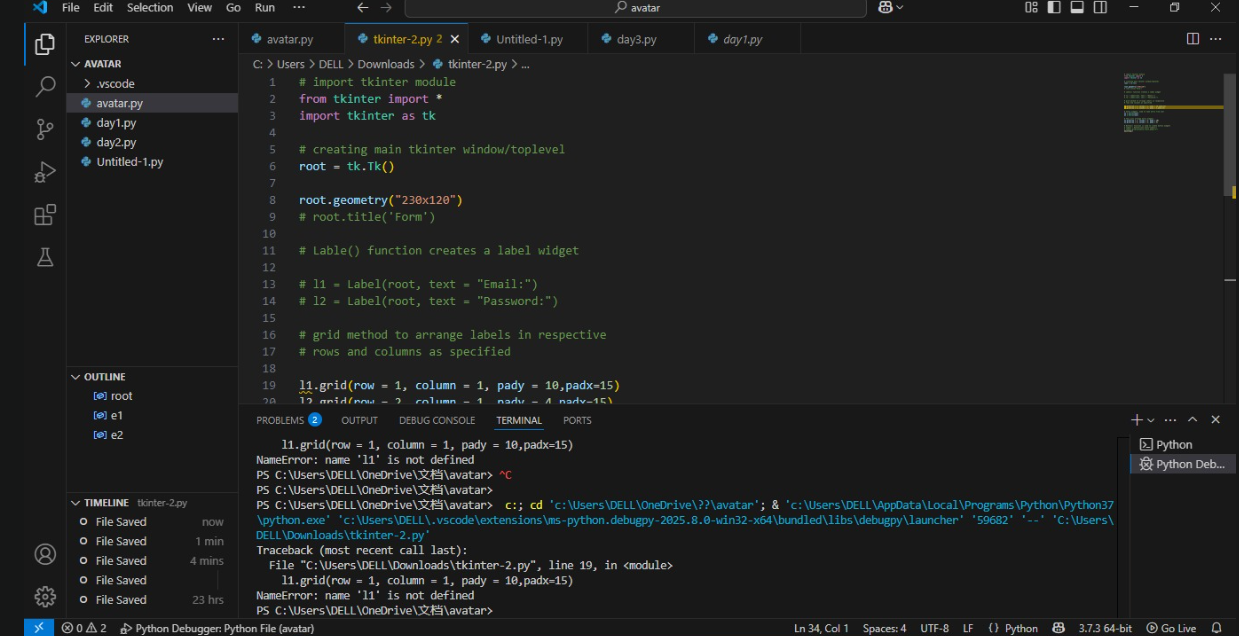 File Edit Selection View Go Run ···
avatar
EXPLORER ···
AVATAR
.vscode
avatar.py
day1.py
day2.py
Untitled-1.py
OUTLINE
root
e1
e2
TIMELINE tkinter-2.py
File Saved now
File Saved 1 min
File Saved 4 mins
File Saved
File Saved 23 hrs
avatar.py tkinter-2.py 2 Untitled-1.py day3.py day1.py
C: > Users > DELL > Downloads > tkinter-2.py > ...
1 # import tkinter module
2 from tkinter import *
3 import tkinter as tk
4
5 # creating main tkinter window/toplevel
6 root = tk.Tk()
7
8 root.geometry("230x120")
9 # root.title('Form')
10
11 # Lable() function creates a label widget
12
13 # l1 = Label(root, text = "Email:")
14 # l2 = Label(root, text = "Password:")
15
16 # grid method to arrange labels in respective
17 # rows and columns as specified
18
19 l1.grid(row = 1, column = 1, pady = 10,padx=15)
20 l2.grid(row = 2, column = 1, pady = 4,padx=15)
PROBLEMS 2 OUTPUT DEBUG CONSOLE TERMINAL PORTS
l1.grid(row = 1, column = 1, pady = 10,padx=15)
NameError: name 'l1' is not defined
PS C:\Users\DELL\OneDrive\文档\avatar> ^C
PS C:\Users\DELL\OneDrive\文档\avatar>
PS C:\Users\DELL\OneDrive\文档\avatar> c:; cd 'c:\Users\DELL\OneDrive\??\avatar'; & 'c:\Users\DELL\AppData\Local\Programs\Python\Python37
\python.exe' 'c:\Users\DELL\.vscode\extensions\ms-python.debugpy-2025.8.0-win32-x64\bundled\libs\debugpy\launcher' '59682' '--' 'C:\Users\
DELL\Downloads\tkinter-2.py'
Traceback (most recent call last):
File "C:\Users\DELL\Downloads\tkinter-2.py", line 19, in <module>
l1.grid(row = 1, column = 1, pady = 10,padx=15)
NameError: name 'l1' is not defined
PS C:\Users\DELL\OneDrive\文档\avatar>
Python
Python Deb...
0 2 Python Debugger: Python File (avatar)
Ln 34, Col 1 Spaces: 4 UTF-8 LF {} Python 3.7.3 64-bit Go Live